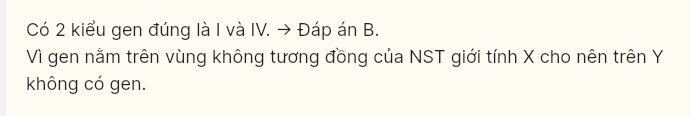 Có 2 kiểu gen đúng là I và IV. → Đáp án B.
Vì gen nằm trên vùng không tương đồng của NST giới tính X cho nên trên Y
không có gen.